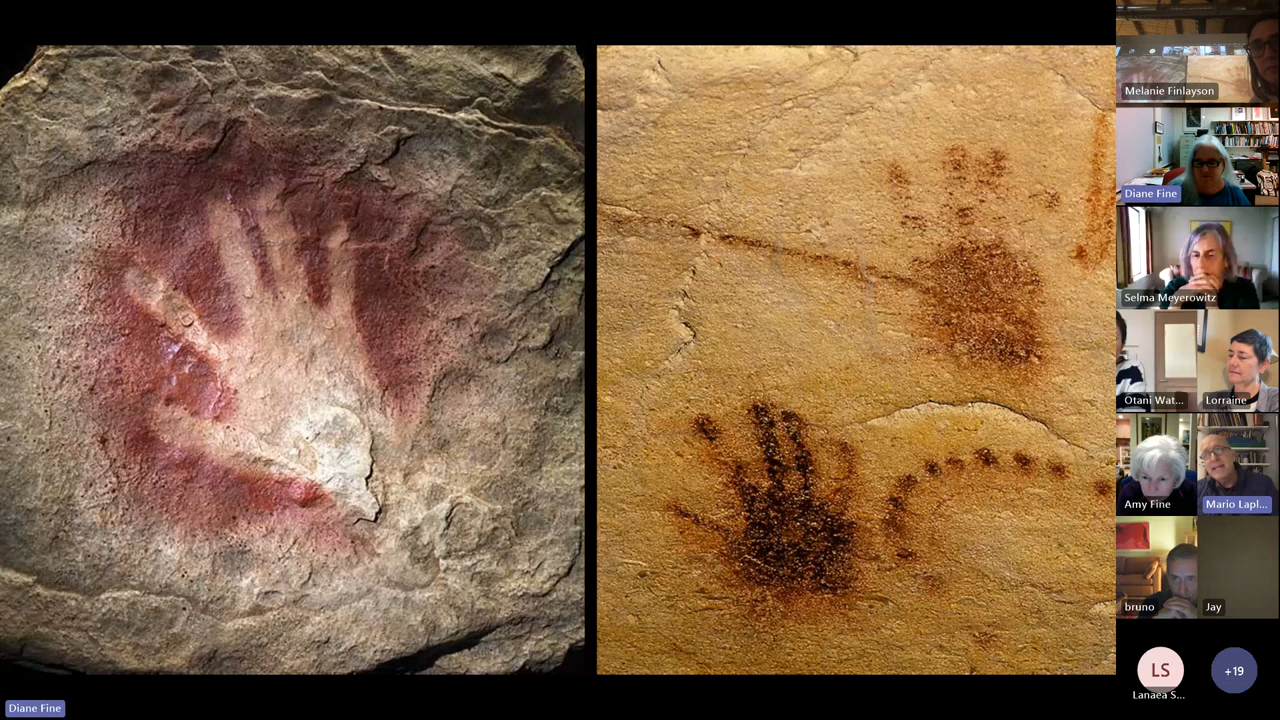 Melanie Finlayson
Diane Fine
Selma Meyerowitz
Otani Wat...
Lorraine
Amy Fine
Mario Lapl...
bruno
Jay
LS
+19
Lanaea S...
Diane Fine